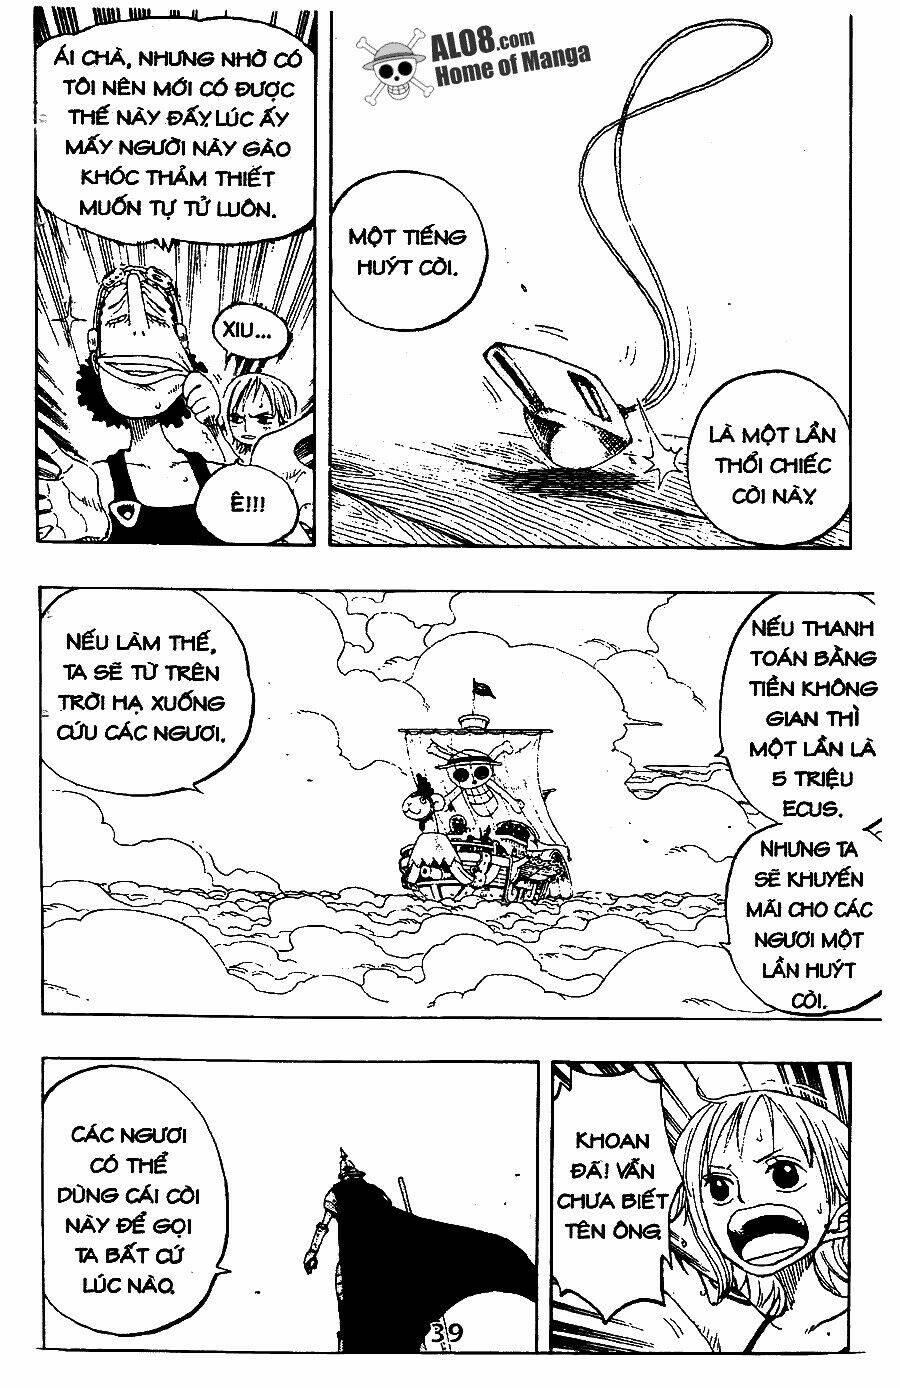 AL08.com
Home of Manga
MỘT TIẾNG
HUÝT CÒI.
LÀ MỘT LẦN
THỔI CHIẾC
CÒI NÀY.
ÁI CHÀ, NHƯNG NHỜ CÓ
TÔI NÊN MỚI CÓ ĐƯỢC
THẾ NÀY ĐẤY. LÚC ẤY
MẤY NGƯỜI NÀY GÀO
KHÓC THẢM THIẾT
MUỐN TỰ TỬ LUÔN.
XIU...
Ê!!!
NẾU THANH
TOÁN BẰNG
TIỀN KHÔNG
GIAN THÌ
MỘT LẦN LÀ
5 TRIỆU
ECUS.
NHƯNG TA
SẼ KHUYẾN
MÃI CHO CÁC
NGƯƠI MỘT
LẦN HUÝT
CÒI.
NẾU LÀM THẾ,
TA SẼ TỪ TRÊN
TRỜI HẠ XUỐNG
CỨU CÁC NGƯƠI.
KHOAN
ĐÃ! VẪN
CHƯA BIẾT
TÊN ÔNG.
CÁC NGƯƠI
CÓ THỂ
DÙNG CÁI CÒI
NÀY ĐỂ GỌI
TA BẤT CỨ
LÚC NÀO.
39